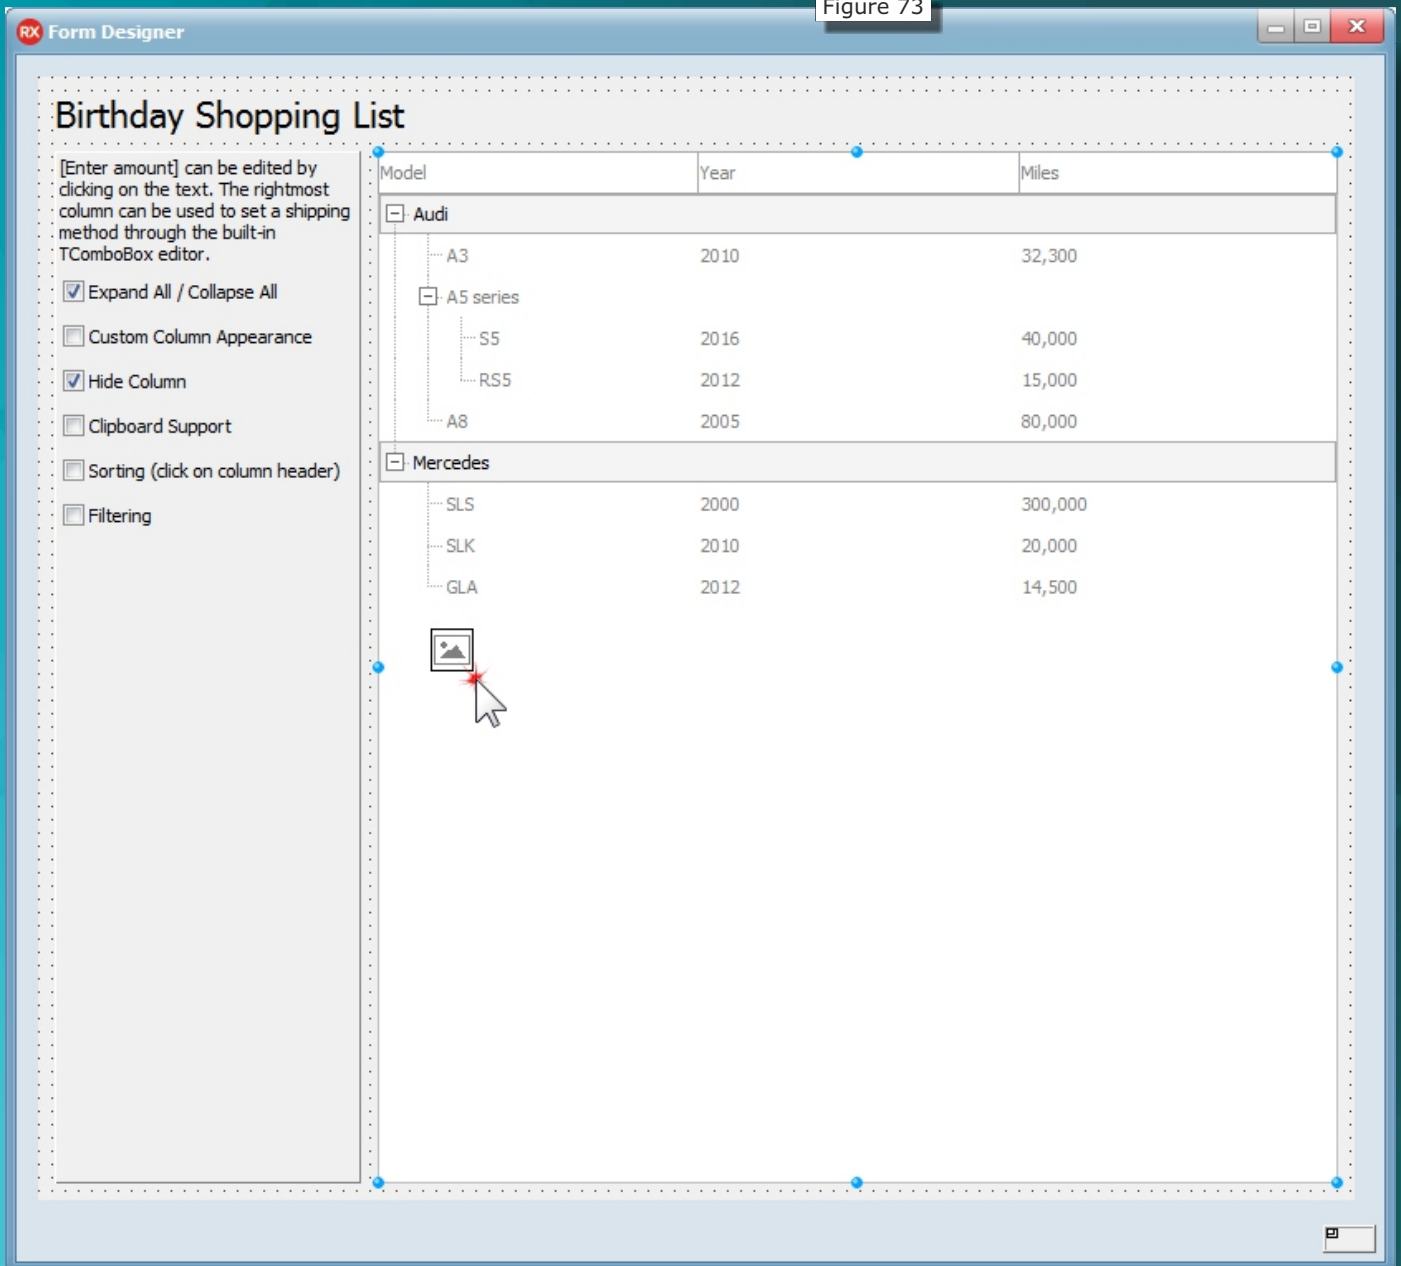 Figure 73
RX Form Designer
Birthday Shopping List
[Enter amount] can be edited by
clicking on the text. The rightmost
column can be used to set a shipping
method through the built-in
TComboBox editor.
Expand All / Collapse All
Custom Column Appearance
Hide Column
Clipboard Support
Sorting (click on column header)
Filtering
Model Year Miles
Audi
A3 2010 32,300
A5 series
S5 2016 40,000
RS5 2012 15,000
A8 2005 80,000
Mercedes
SLS 2000 300,000
SLK 2010 20,000
GLA 2012 14,500